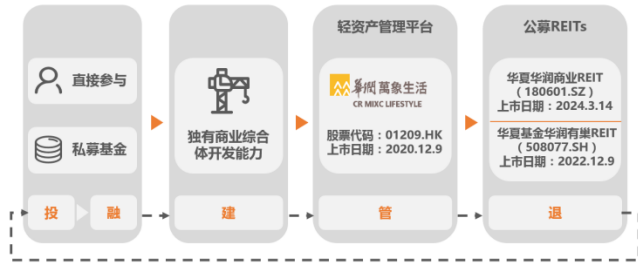 轻资产管理平台
公募REITs
直接参与
私募基金
独有商业综合
体开发能力
華潤萬象生活
CR MIXC LIFESTYLE
股票代码：01209.HK
上市日期：2020.12.9
华夏华润商业REIT
（180601.SZ）
上市日期：2024.3.14
华夏基金华润有巢REIT
（508077.SH）
上市日期：2022.12.9
投
融
建
管
退